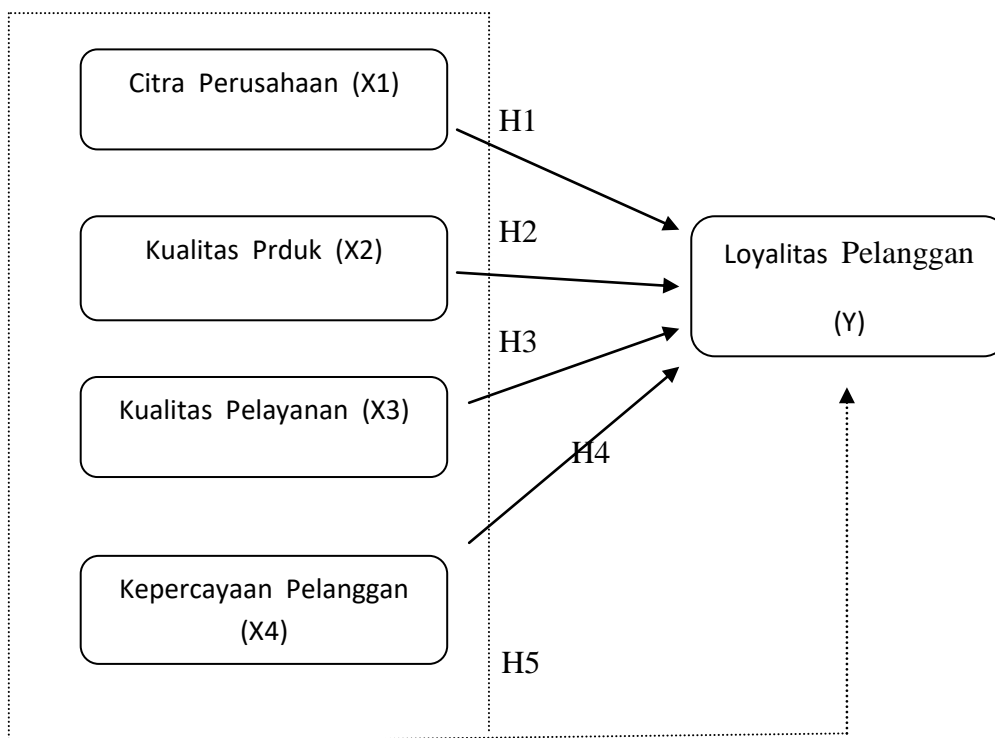 Citra Perusahaan (X1)
H1
Kualitas Prduk (X2)
H2
Loyalitas Pelanggan
(Y)
H3
Kualitas Pelayanan (X3)
H4
Kepercayaan Pelanggan
(X4)
H5